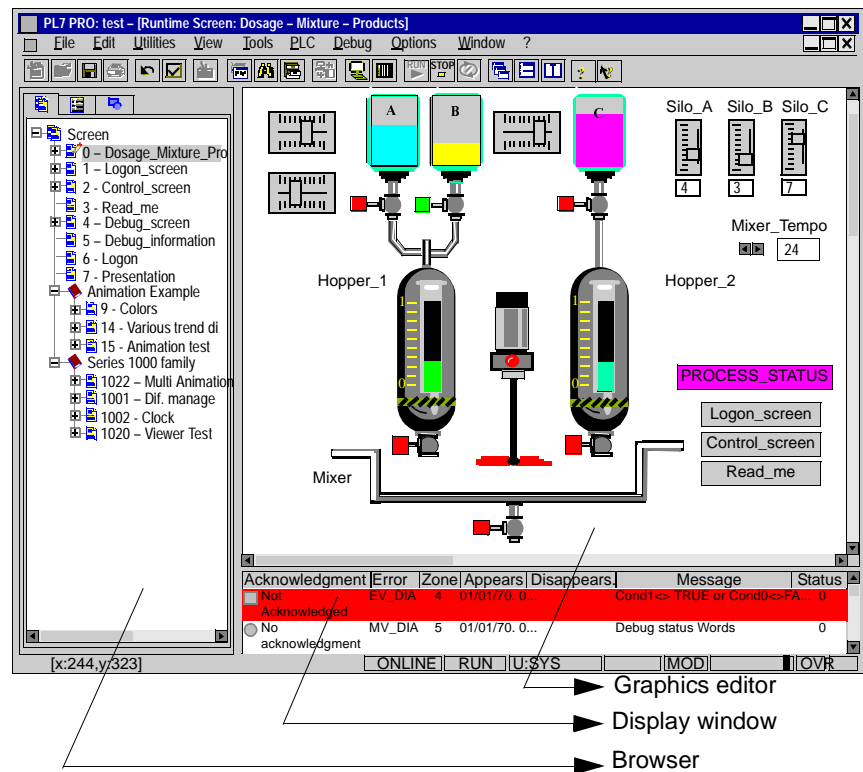 PL7 PRO: test – [Runtime Screen: Dosage – Mixture – Products]
File Edit Utilities View Tools PLC Debug Options Window ?
RUN STOP
Screen
0 – Dosage_Mixture_Pro
1 – Logon_screen
2 - Control_screen
3 - Read_me
4 – Debug_screen
5 – Debug_information
6 - Logon
7 - Presentation
Animation Example
9 - Colors
14 - Various trend di
15 - Animation test
Series 1000 family
1022 – Multi Animation
1001 – Dif. manage
1002 - Clock
1020 – Viewer Test
A B C
Silo_A Silo_B Silo_C
4 3 7
Mixer_Tempo
24
Hopper_1
Hopper_2
1 1
0 0
PROCESS_STATUS
Logon_screen
Control_screen
Read_me
Mixer
Acknowledgment Error Zone Appears Disappears. Message Status
Not Acknowledged EV_DIA 4 01/01/70. 0... Cond1<> TRUE or Cond0<>FA... 0
No acknowledgment MV_DIA 5 01/01/70. 0... Debug status Words 0
[x:244,y:323] ONLINE RUN U:SYS MOD OVR
Graphics editor
Display window
Browser